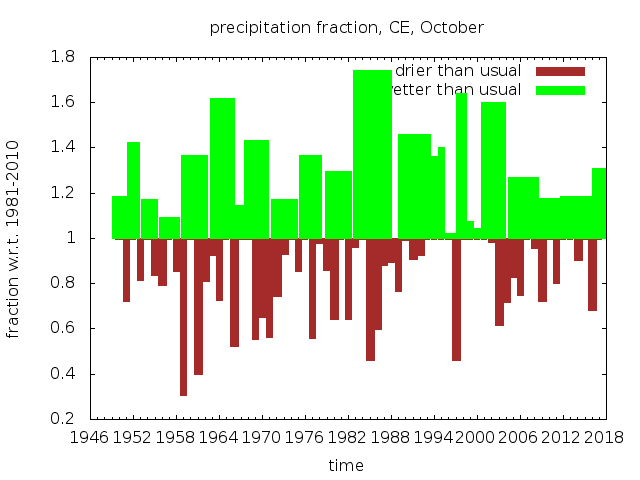 precipitation fraction, CE, October
drier than usual
wetter than usual
fraction w.r.t. 1981-2010
1.8
1.6
1.4
1.2
1
0.8
0.6
0.4
0.2
1946 1952 1958 1964 1970 1976 1982 1988 1994 2000 2006 2012 2018
time